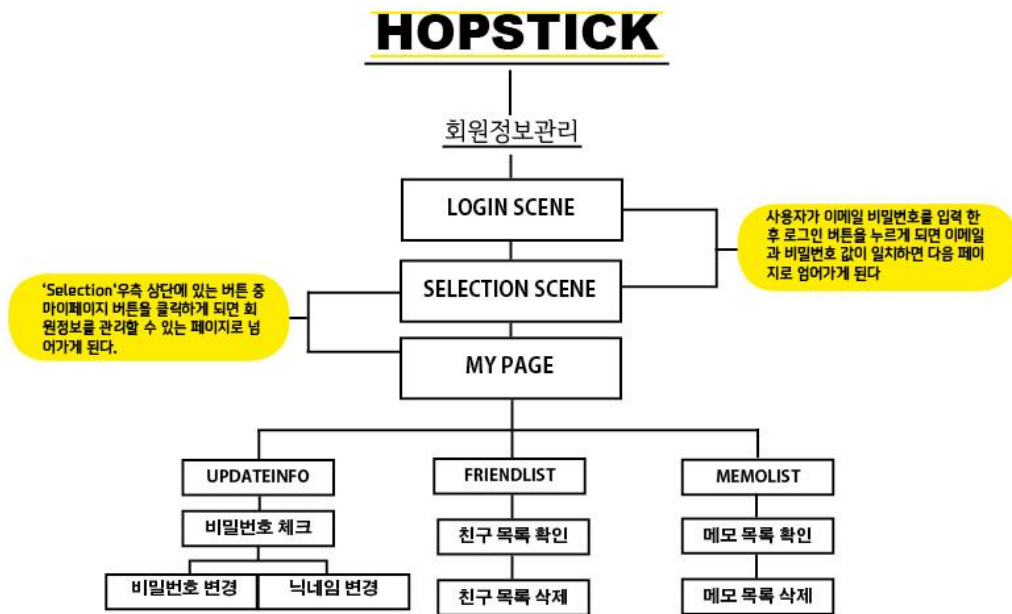 HOPSTICK
회원정보관리
LOGIN SCENE
사용자가 이메일 비밀번호를 입력 한
후 로그인 버튼을 누르게 되면 이메일
과 비밀번호 값이 일치하면 다음 페이
지로 넘어가게 된다
SELECTION SCENE
'Selection'우측 상단에 있는 버튼 중
마이페이지 버튼을 클릭하게 되면 회
원정보를 관리할 수 있는 페이지로 넘
어가게 된다.
MY PAGE
UPDATEINFO
FRIENDLIST
MEMOLIST
비밀번호 체크
친구 목록 확인
메모 목록 확인
비밀번호 변경
닉네임 변경
친구 목록 삭제
메모 목록 삭제